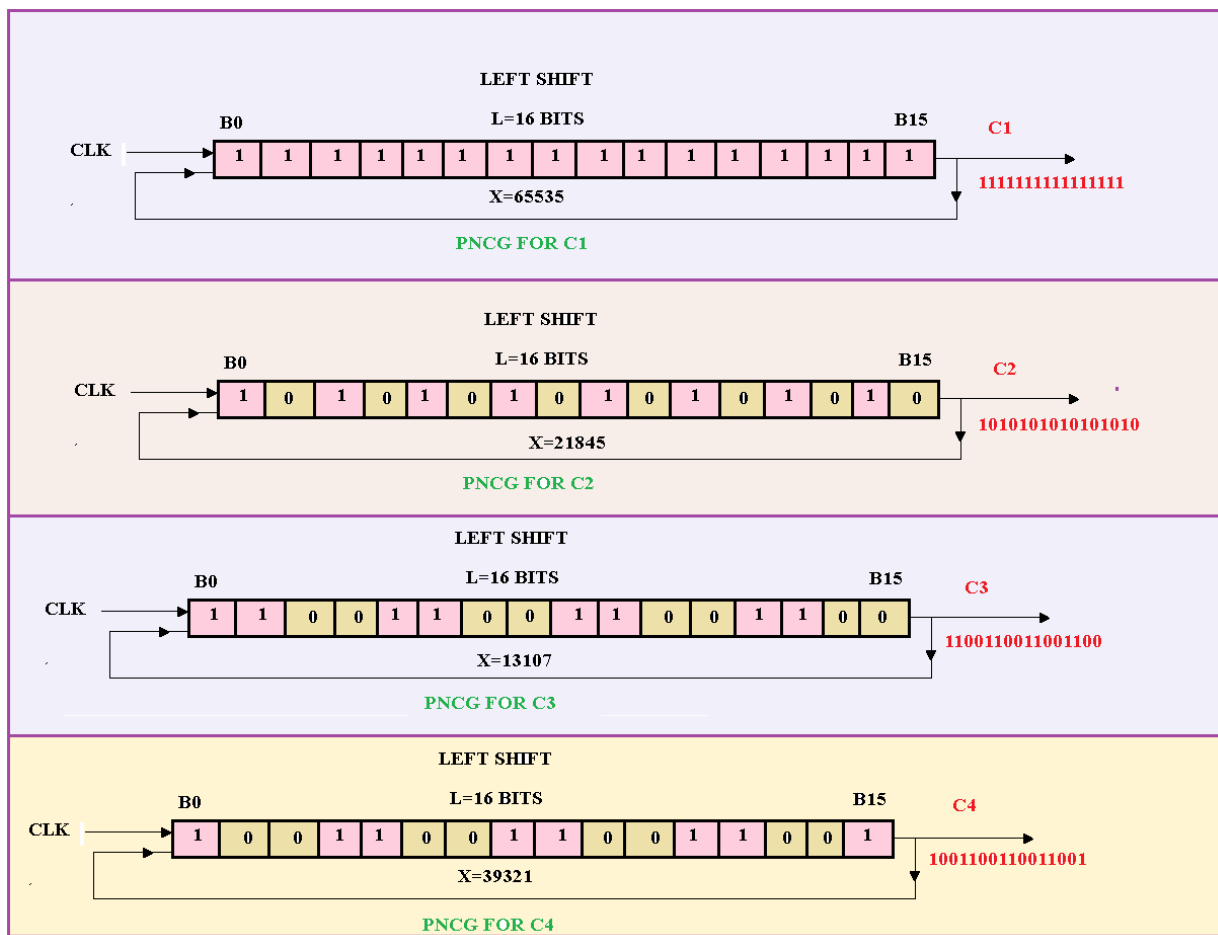 LEFT SHIFT
L=16 BITS
B0
B15
C1
CLK
1 1 1 1 1 1 1 1 1 1 1 1 1 1 1 1
1111111111111111
X=65535
PNCG FOR C1
LEFT SHIFT
L=16 BITS
B0
B15
C2
CLK
1 0 1 0 1 0 1 0 1 0 1 0 1 0 1 0
1010101010101010
X=21845
PNCG FOR C2
LEFT SHIFT
L=16 BITS
B0
B15
C3
CLK
1 1 0 0 1 1 0 0 1 1 0 0 1 1 0 0
1100110011001100
X=13107
PNCG FOR C3
LEFT SHIFT
L=16 BITS
B0
B15
C4
CLK
1 0 0 1 1 0 0 1 1 0 0 1 1 0 0 1
1001100110011001
X=39321
PNCG FOR C4